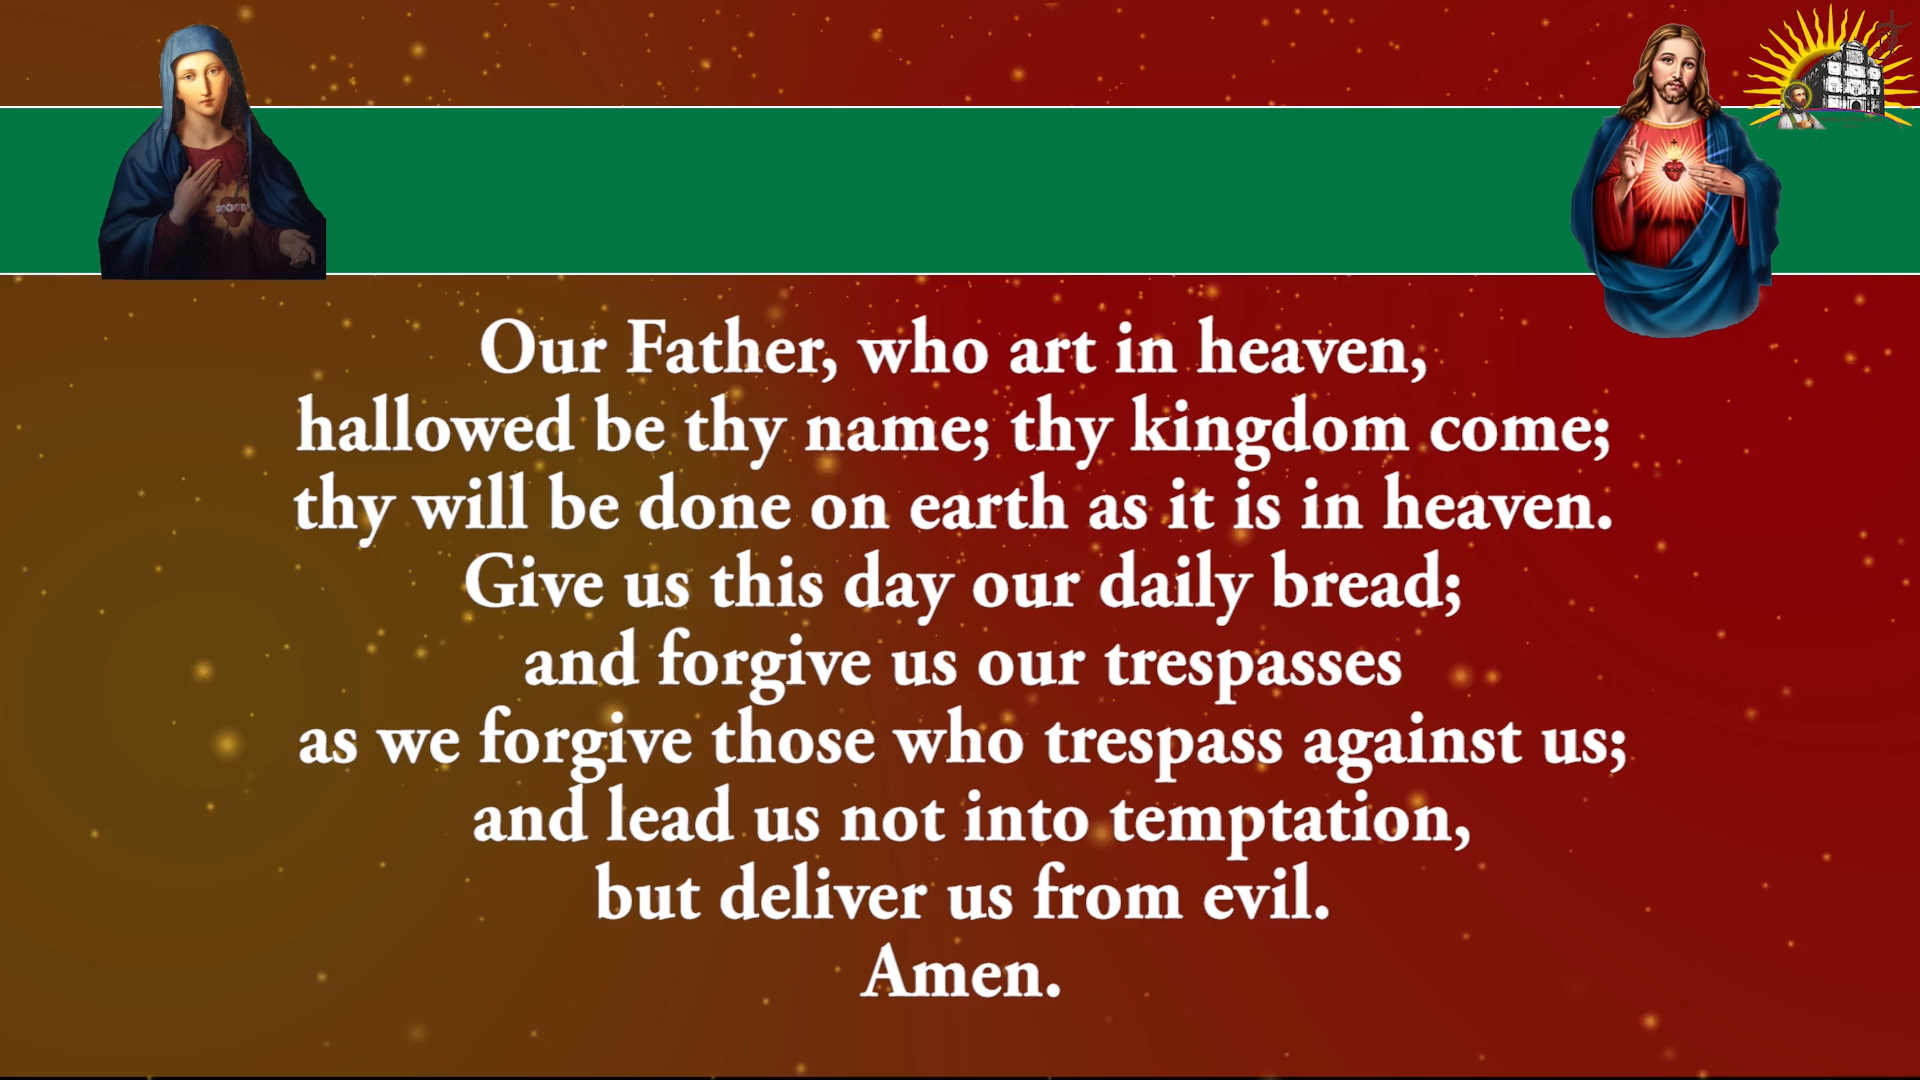 Our Father, who art in heaven,
hallowed be thy name; thy kingdom come;
thy will be done on earth as it is in heaven.
Give us this day our daily bread;
and forgive us our trespasses
as we forgive those who trespass against us;
and lead us not into temptation,
but deliver us from evil.
Amen.